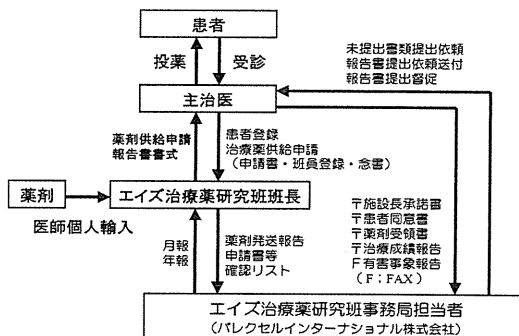 患者
投薬
受診
主治医
未提出書類提出依頼
報告書提出依頼送付
報告書提出督促
薬剤供給申請
報告書書式
患者登録
治療薬供給申請
(申請書・班員登録・念書)
薬剤
エイズ治療薬研究班班長
医師個人輸入
月報
年報
薬剤発送報告
申請書等
確認リスト
〒施設長承諾書
〒患者同意書
〒薬剤受領書
〒治療成績報告
F有害事象報告
(F;FAX)
エイズ治療薬研究班事務局担当者
(パレクセルインターナショナル株式会社)